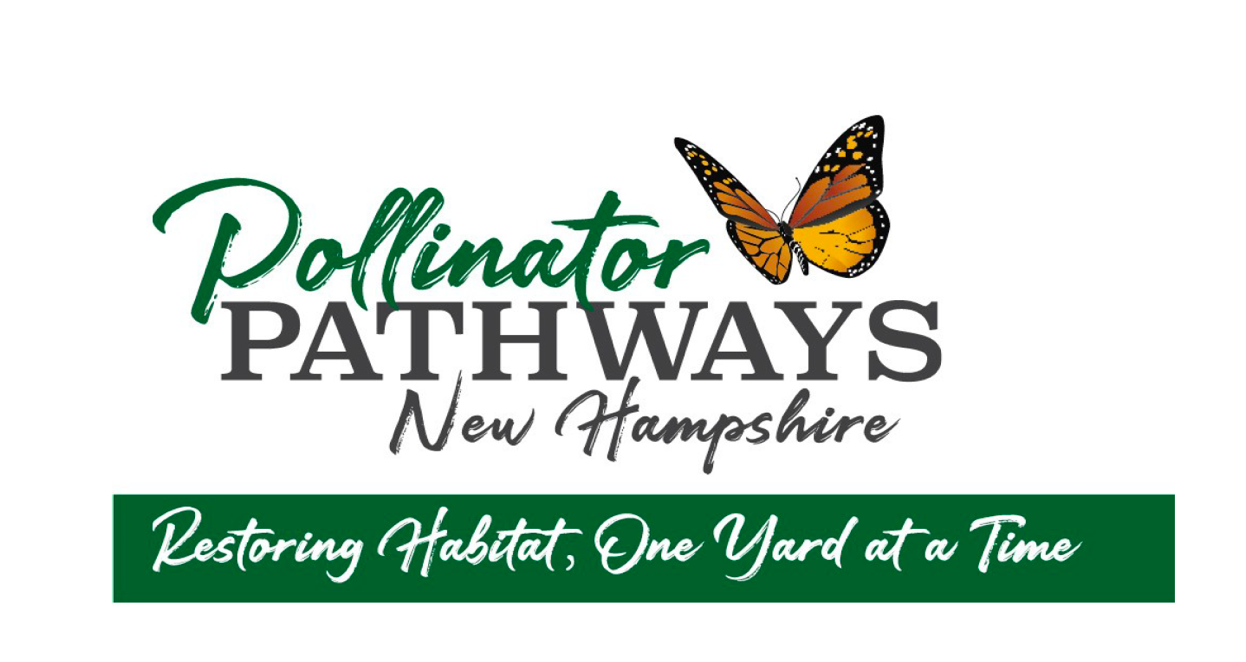 Pollinator
PATHWAYS
New Hampshire
Restoring Habitat, One Yard at a Time